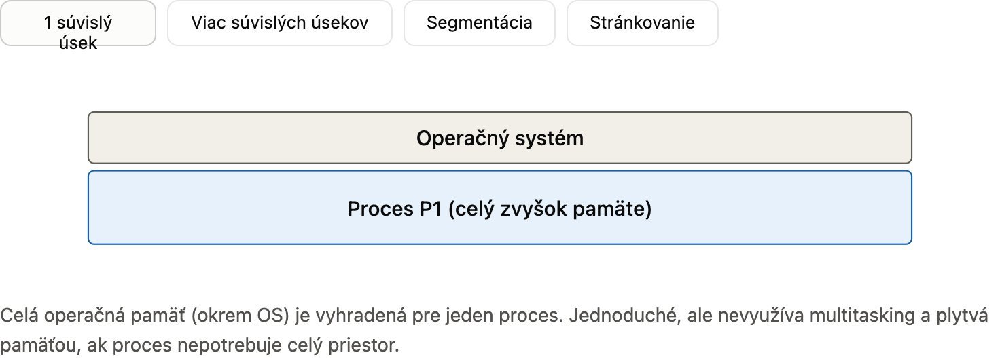 1 súvislý
úsek
Viac súvislých úsekov
Segmentácia
Stránkovanie
Operačný systém
Proces P1 (celý zvyšok pamäte)
Celá operačná pamäť (okrem OS) je vyhradená pre jeden proces. Jednoduché, ale nevyužíva multitasking a plytvá
pamäťou, ak proces nepotrebuje celý priestor.